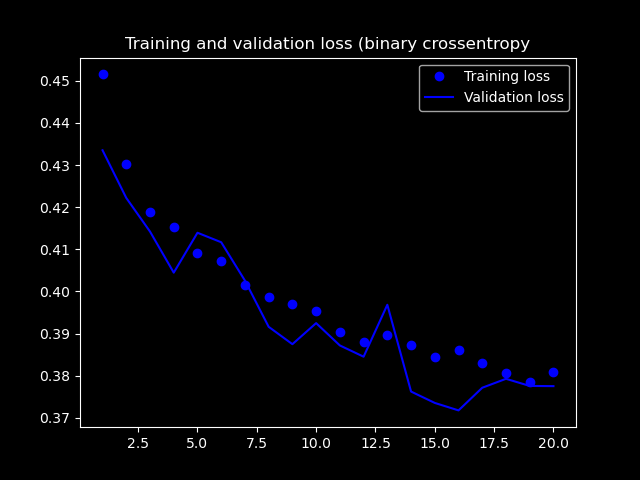 Training and validation loss (binary crossentropy
Training loss
Validation loss
0.45
0.44
0.43
0.42
0.41
0.40
0.39
0.38
0.37
2.5 5.0 7.5 10.0 12.5 15.0 17.5 20.0